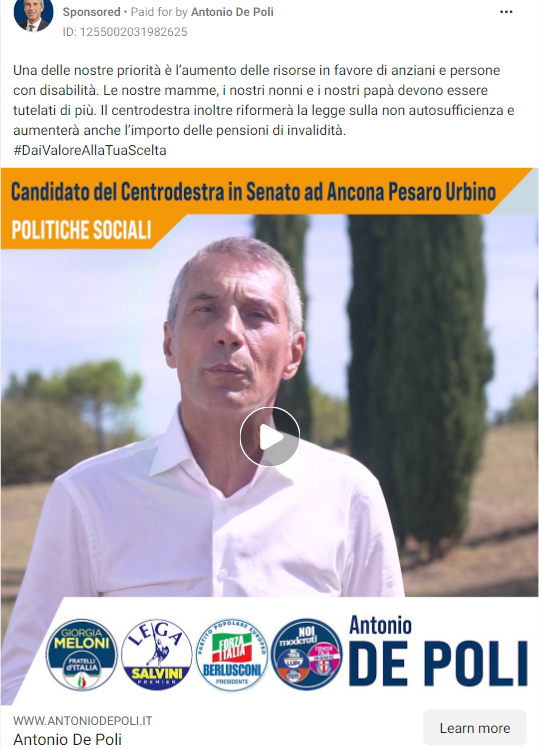 Sponsored • Paid for by Antonio De Poli
ID: 1255002031982625
Una delle nostre priorità è l’aumento delle risorse in favore di anziani e persone
con disabilità. Le nostre mamme, i nostri nonni e i nostri papà devono essere
tutelati di più. Il centrodestra inoltre riformerà la legge sulla non autosufficienza e
aumenterà anche l’importo delle pensioni di invalidità.
#DaiValoreAllaTuaScelta
Candidato del Centrodestra in Senato ad Ancona Pesaro Urbino
POLITICHE SOCIALI
GIORGIA
MELONI
FRATELLI
d'ITALIA
LEGA
SALVINI
PREMIER
PARTITO POPOLARE EUROPEO
FORZA
ITALIA
BERLUSCONI
PRESIDENTE
NOI
moderati
Antonio
DE POLI
WWW.ANTONIODEPOLI.IT
Antonio De Poli
Learn more